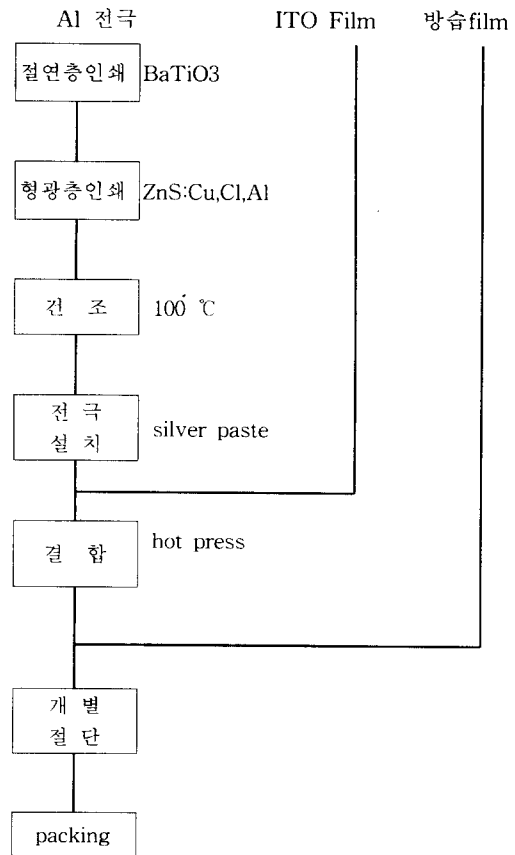 Al 전극 ITO Film 방습film
절연층인쇄 BaTiO3
형광층인쇄 ZnS:Cu,Cl,Al
건 조 100 ℃
전 극
설 치
silver paste
결 합 hot press
개 별
절 단
packing